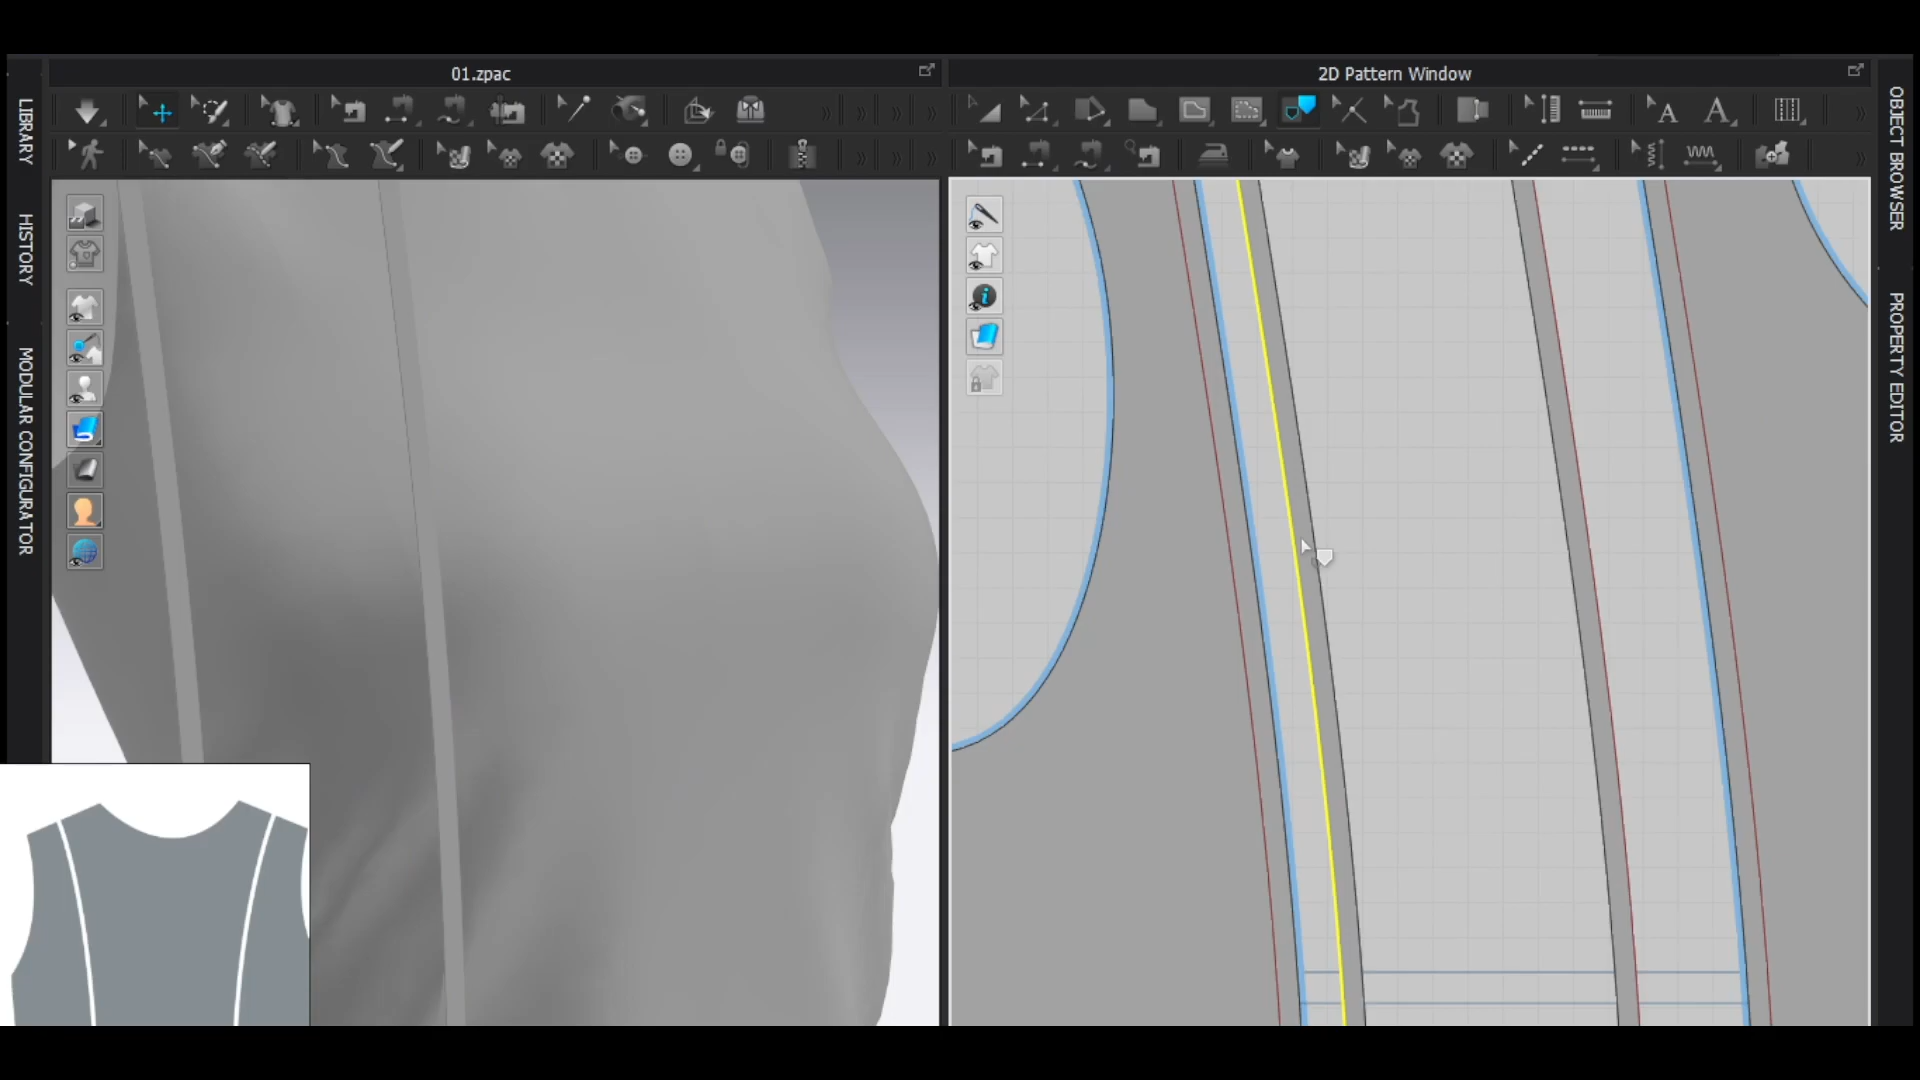 01.zpac
2D Pattern Window
LIBRARY
HISTORY
MODULAR CONFIGURATOR
OBJECT BROWSER
PROPERTY EDITOR